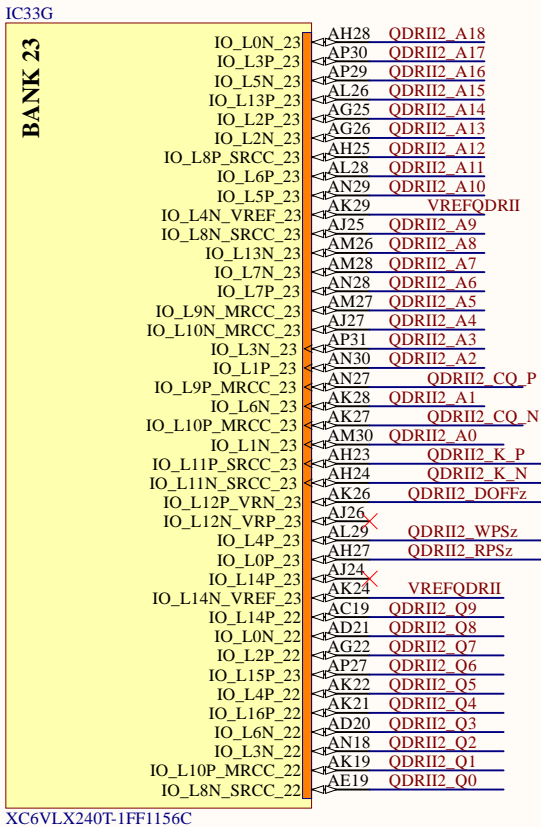 IC33G
BANK 23
IO_L0N_23 AH28 QDRII2_A18
IO_L3P_23 AP30 QDRII2_A17
IO_L5N_23 AP29 QDRII2_A16
IO_L13P_23 AL26 QDRII2_A15
IO_L2P_23 AG25 QDRII2_A14
IO_L2N_23 AG26 QDRII2_A13
IO_L8P_SRCC_23 AH25 QDRII2_A12
IO_L6P_23 AL28 QDRII2_A11
IO_L5P_23 AN29 QDRII2_A10
IO_L4N_VREF_23 AK29 VREFQDRII
IO_L8N_SRCC_23 AJ25 QDRII2_A9
IO_L13N_23 AM26 QDRII2_A8
IO_L7N_23 AM28 QDRII2_A7
IO_L7P_23 AN28 QDRII2_A6
IO_L9N_MRCC_23 AM27 QDRII2_A5
IO_L10N_MRCC_23 AJ27 QDRII2_A4
IO_L3N_23 AP31 QDRII2_A3
IO_L1P_23 AN30 QDRII2_A2
IO_L9P_MRCC_23 AN27 QDRII2_CQ_P
IO_L6N_23 AK28 QDRII2_A1
IO_L10P_MRCC_23 AK27 QDRII2_CQ_N
IO_L1N_23 AM30 QDRII2_A0
IO_L11P_SRCC_23 AH23 QDRII2_K_P
IO_L11N_SRCC_23 AH24 QDRII2_K_N
IO_L12P_VRN_23 AK26 QDRII2_DOFFz
IO_L12N_VRP_23 AJ26
IO_L4P_23 AL29 QDRII2_WPSz
IO_L0P_23 AH27 QDRII2_RPSz
IO_L14P_23 AJ24
IO_L14N_VREF_23 AK24 VREFQDRII
IO_L14P_22 AC19 QDRII2_Q9
IO_L0N_22 AD21 QDRII2_Q8
IO_L2P_22 AG22 QDRII2_Q7
IO_L15P_23 AP27 QDRII2_Q6
IO_L4P_22 AK22 QDRII2_Q5
IO_L16P_22 AK21 QDRII2_Q4
IO_L6N_22 AD20 QDRII2_Q3
IO_L3N_22 AN18 QDRII2_Q2
IO_L10P_MRCC_22 AK19 QDRII2_Q1
IO_L8N_SRCC_22 AE19 QDRII2_Q0
XC6VLX240T-1FF1156C